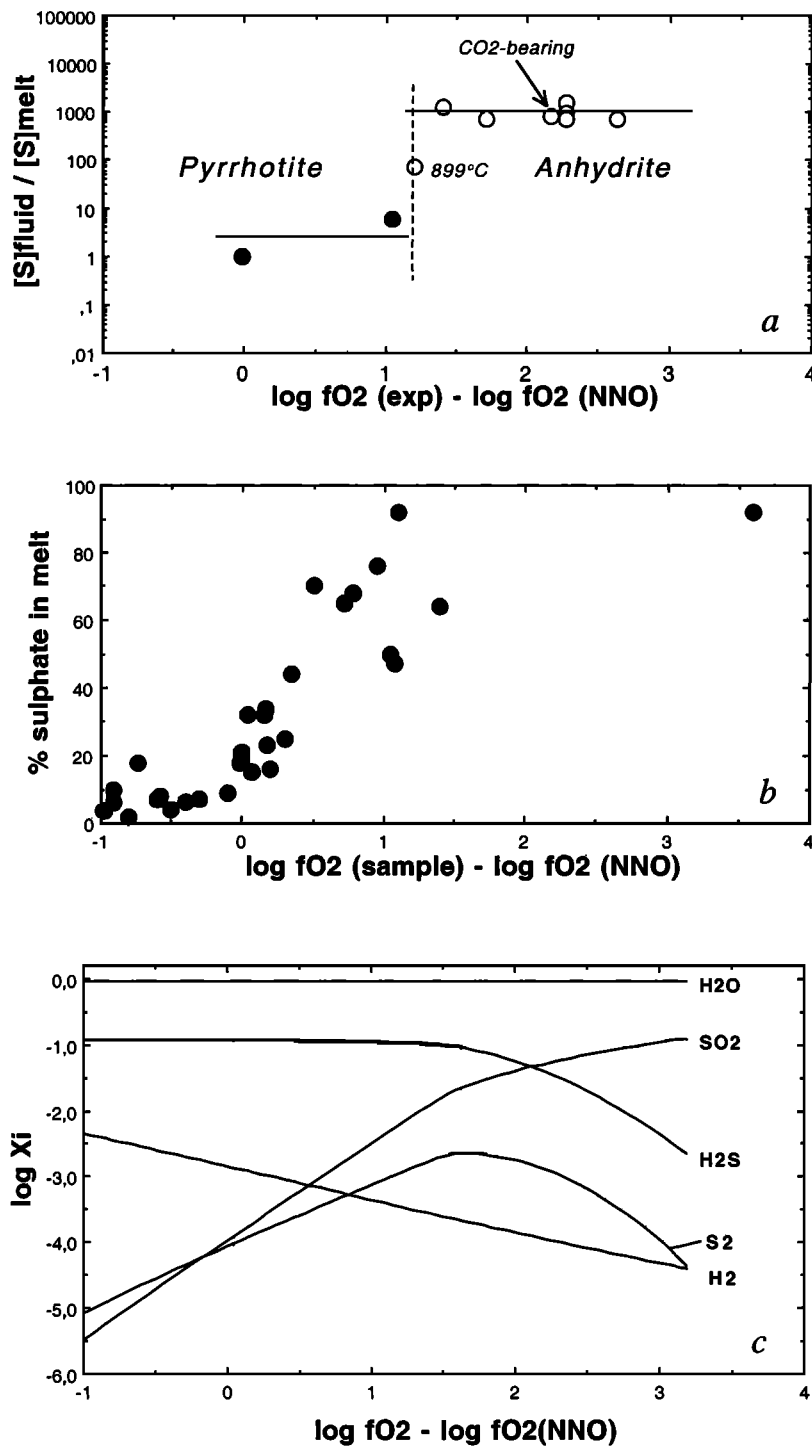 100000
10000
1000
100
10
1
,1
,01
[S]fluid / [S]melt
CO2-bearing
Pyrrhotite
899°C
Anhydrite
a
-1 0 1 2 3 4
log fO2 (exp) - log fO2 (NNO)
100
80
60
40
20
0
% sulphate in melt
b
-1 0 1 2 3 4
log fO2 (sample) - log fO2 (NNO)
0,0
-1,0
-2,0
-3,0
-4,0
-5,0
-6,0
log Xi
H2O
SO2
H2S
S2
H2
c
-1 0 1 2 3 4
log fO2 - log fO2(NNO)